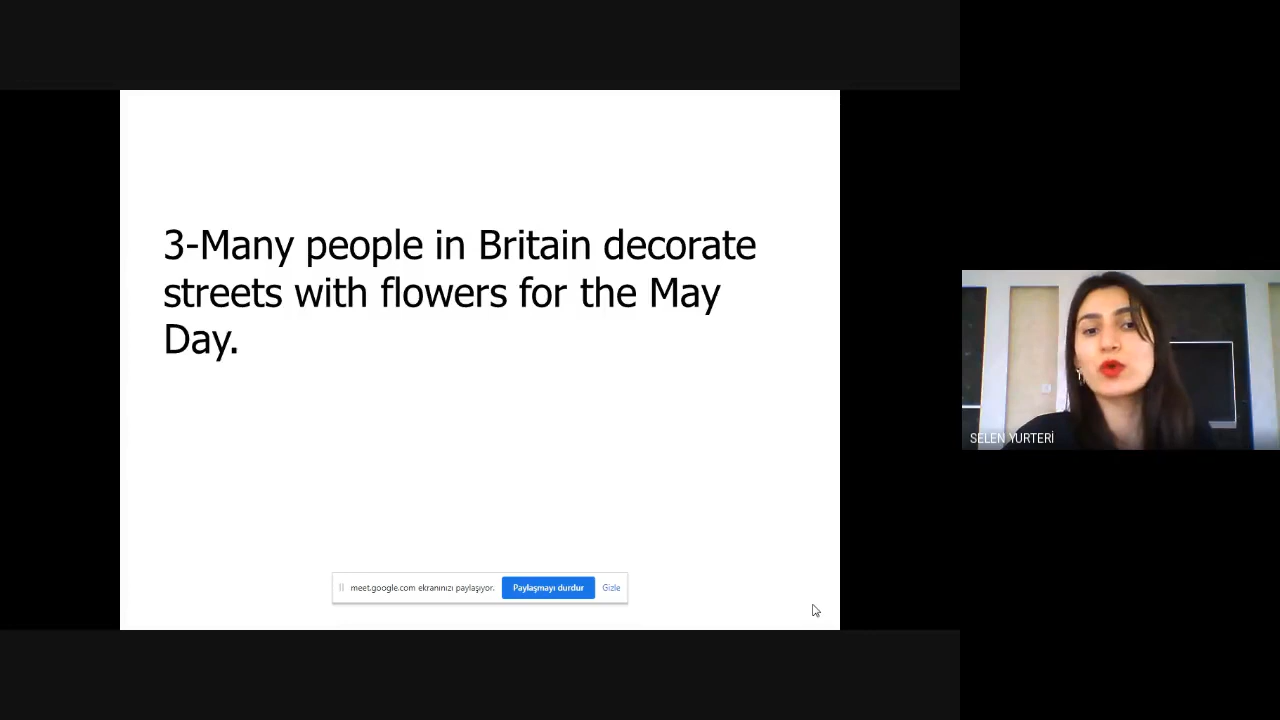 3-Many people in Britain decorate
streets with flowers for the May
Day.
SELEN YURTERİ
meet.google.com ekranınızı paylaşıyor. Paylaşmayı durdur Gizle